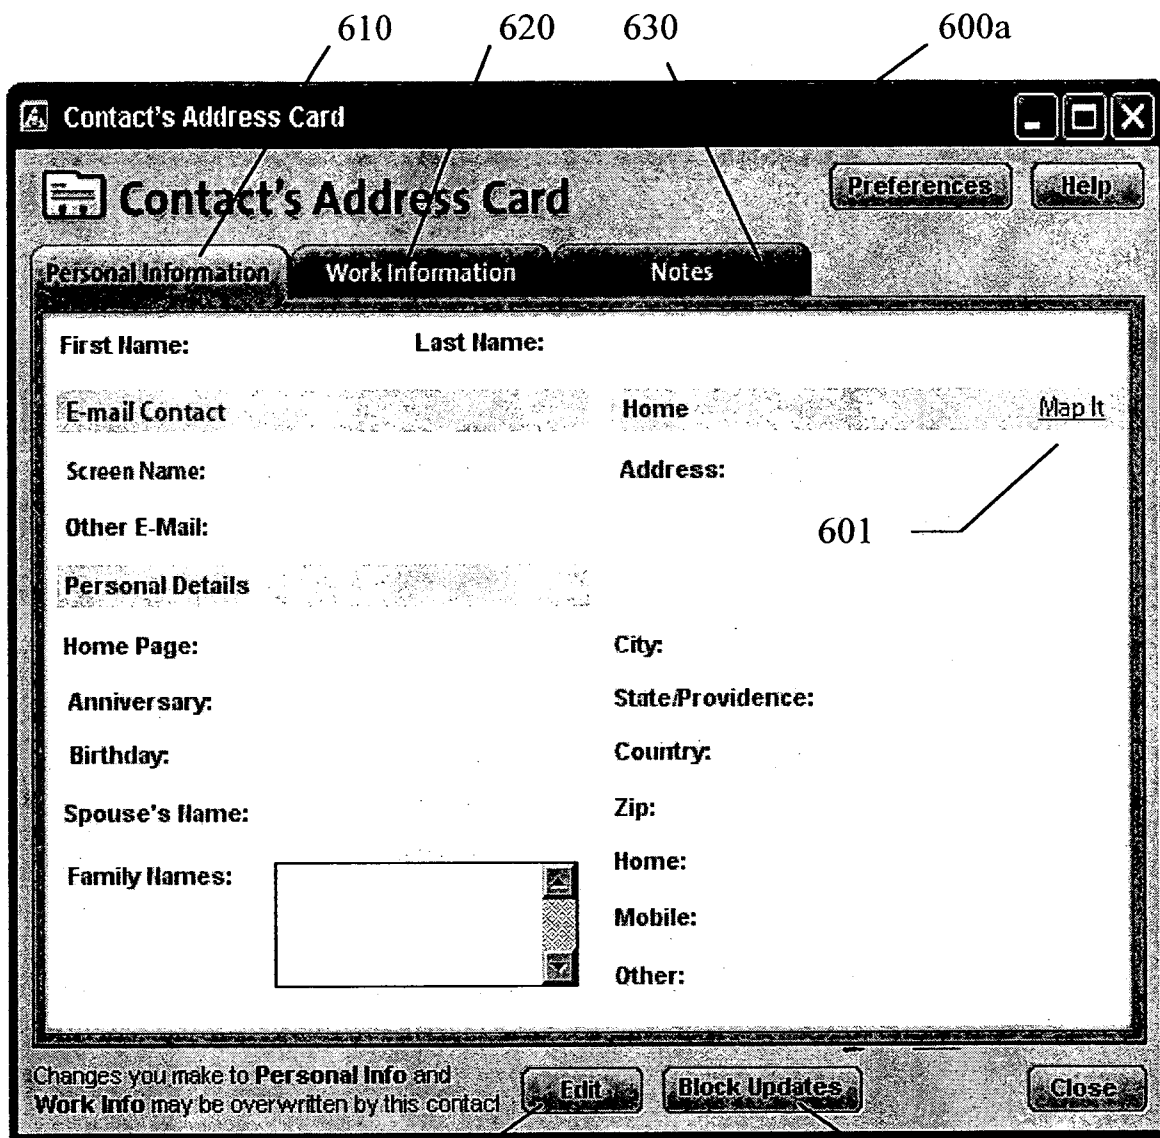 610 620 630 600a
Contact's Address Card
Contact's Address Card
Preferences Help
Personal Information Work Information Notes
First Name: Last Name:
E-mail Contact
Home Map It
Screen Name:
Address:
Other E-Mail:
601
Personal Details
Home Page:
City:
Anniversary:
State/Providence:
Birthday:
Country:
Spouse's Name:
Zip:
Family Names:
Home:
Mobile:
Other:
Changes you make to Personal Info and
Work Info may be overwritten by this contact
Edit Block Updates Close